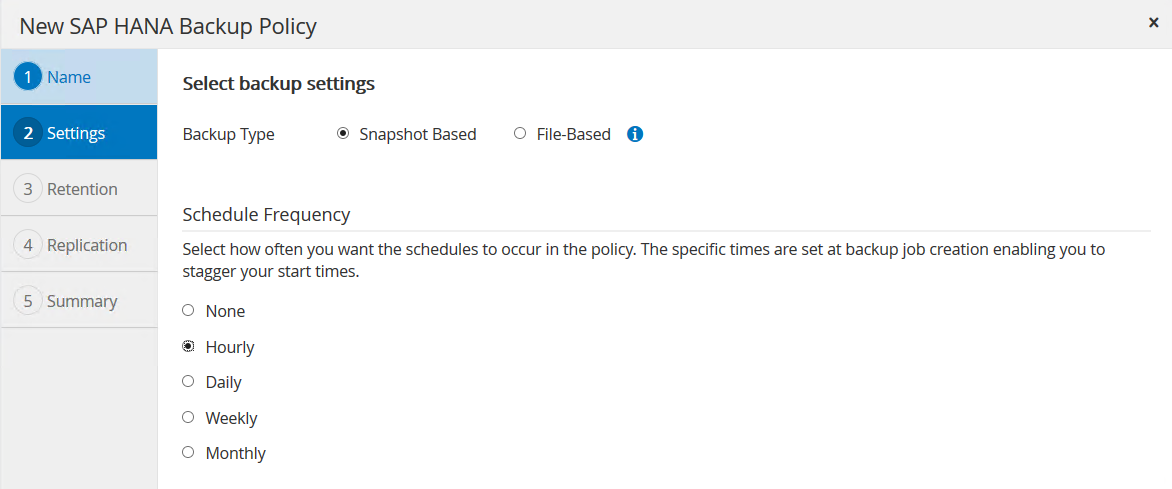 New SAP HANA Backup Policy
×
1 Name
2 Settings
3 Retention
4 Replication
5 Summary
Select backup settings
Backup Type Snapshot Based File-Based i
Schedule Frequency
Select how often you want the schedules to occur in the policy. The specific times are set at backup job creation enabling you to
stagger your start times.
None
Hourly
Daily
Weekly
Monthly